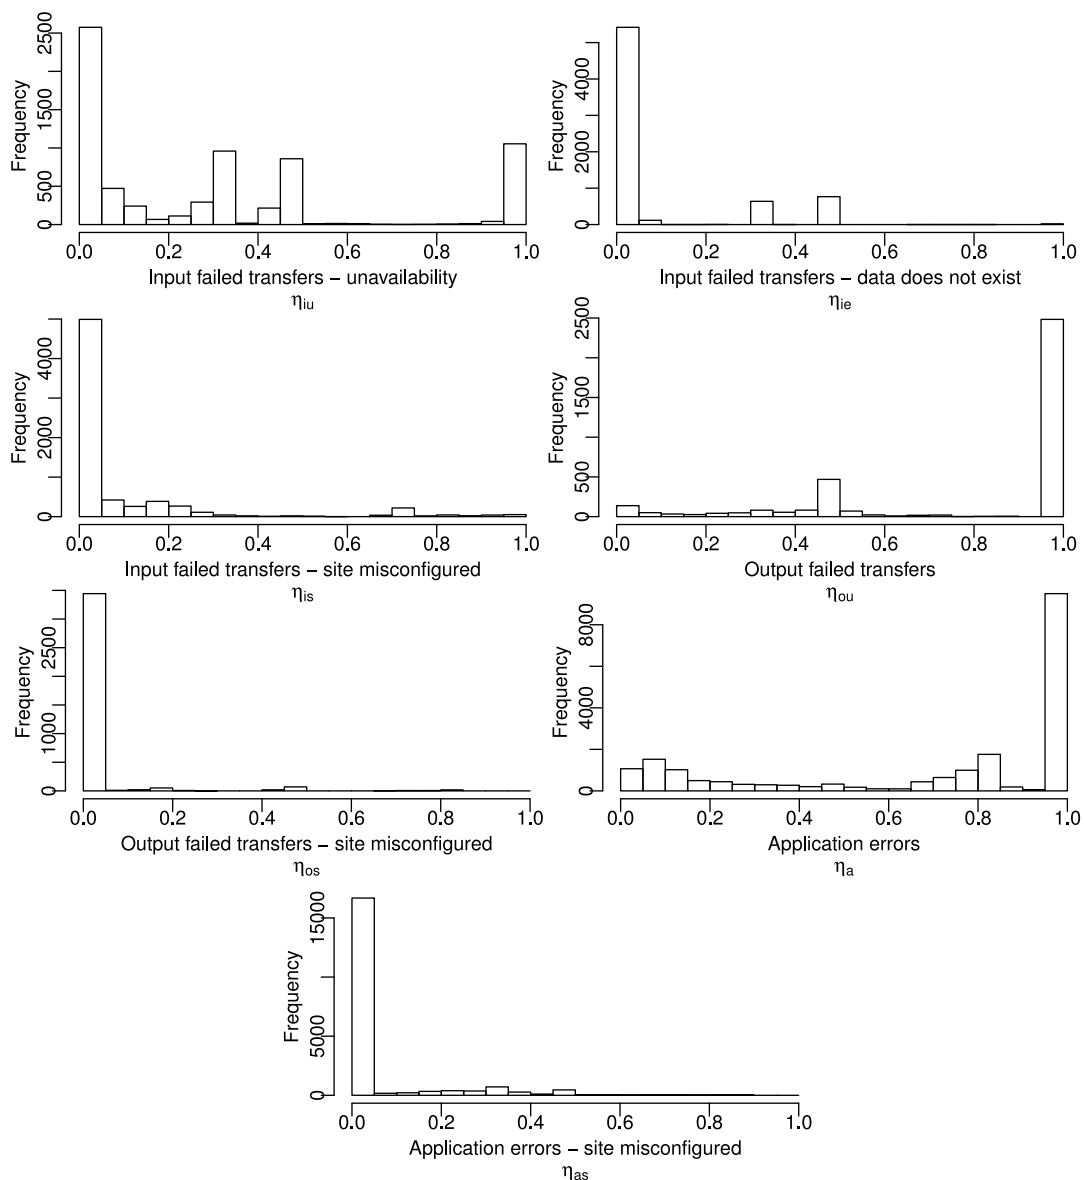 Frequency
0 500 1500 2500
0.0 0.2 0.4 0.6 0.8 1.0
Input failed transfers − unavailability
ηiu
Frequency
0 2000 4000
0.0 0.2 0.4 0.6 0.8 1.0
Input failed transfers − data does not exist
ηie
Frequency
0 2000 4000
0.0 0.2 0.4 0.6 0.8 1.0
Input failed transfers − site misconfigured
ηis
Frequency
0 500 1500 2500
0.0 0.2 0.4 0.6 0.8 1.0
Output failed transfers
ηou
Frequency
0 1000 2500
0.0 0.2 0.4 0.6 0.8 1.0
Output failed transfers − site misconfigured
ηos
Frequency
0 4000 8000
0.0 0.2 0.4 0.6 0.8 1.0
Application errors
ηa
Frequency
0 5000 15000
0.0 0.2 0.4 0.6 0.8 1.0
Application errors − site misconfigured
ηas